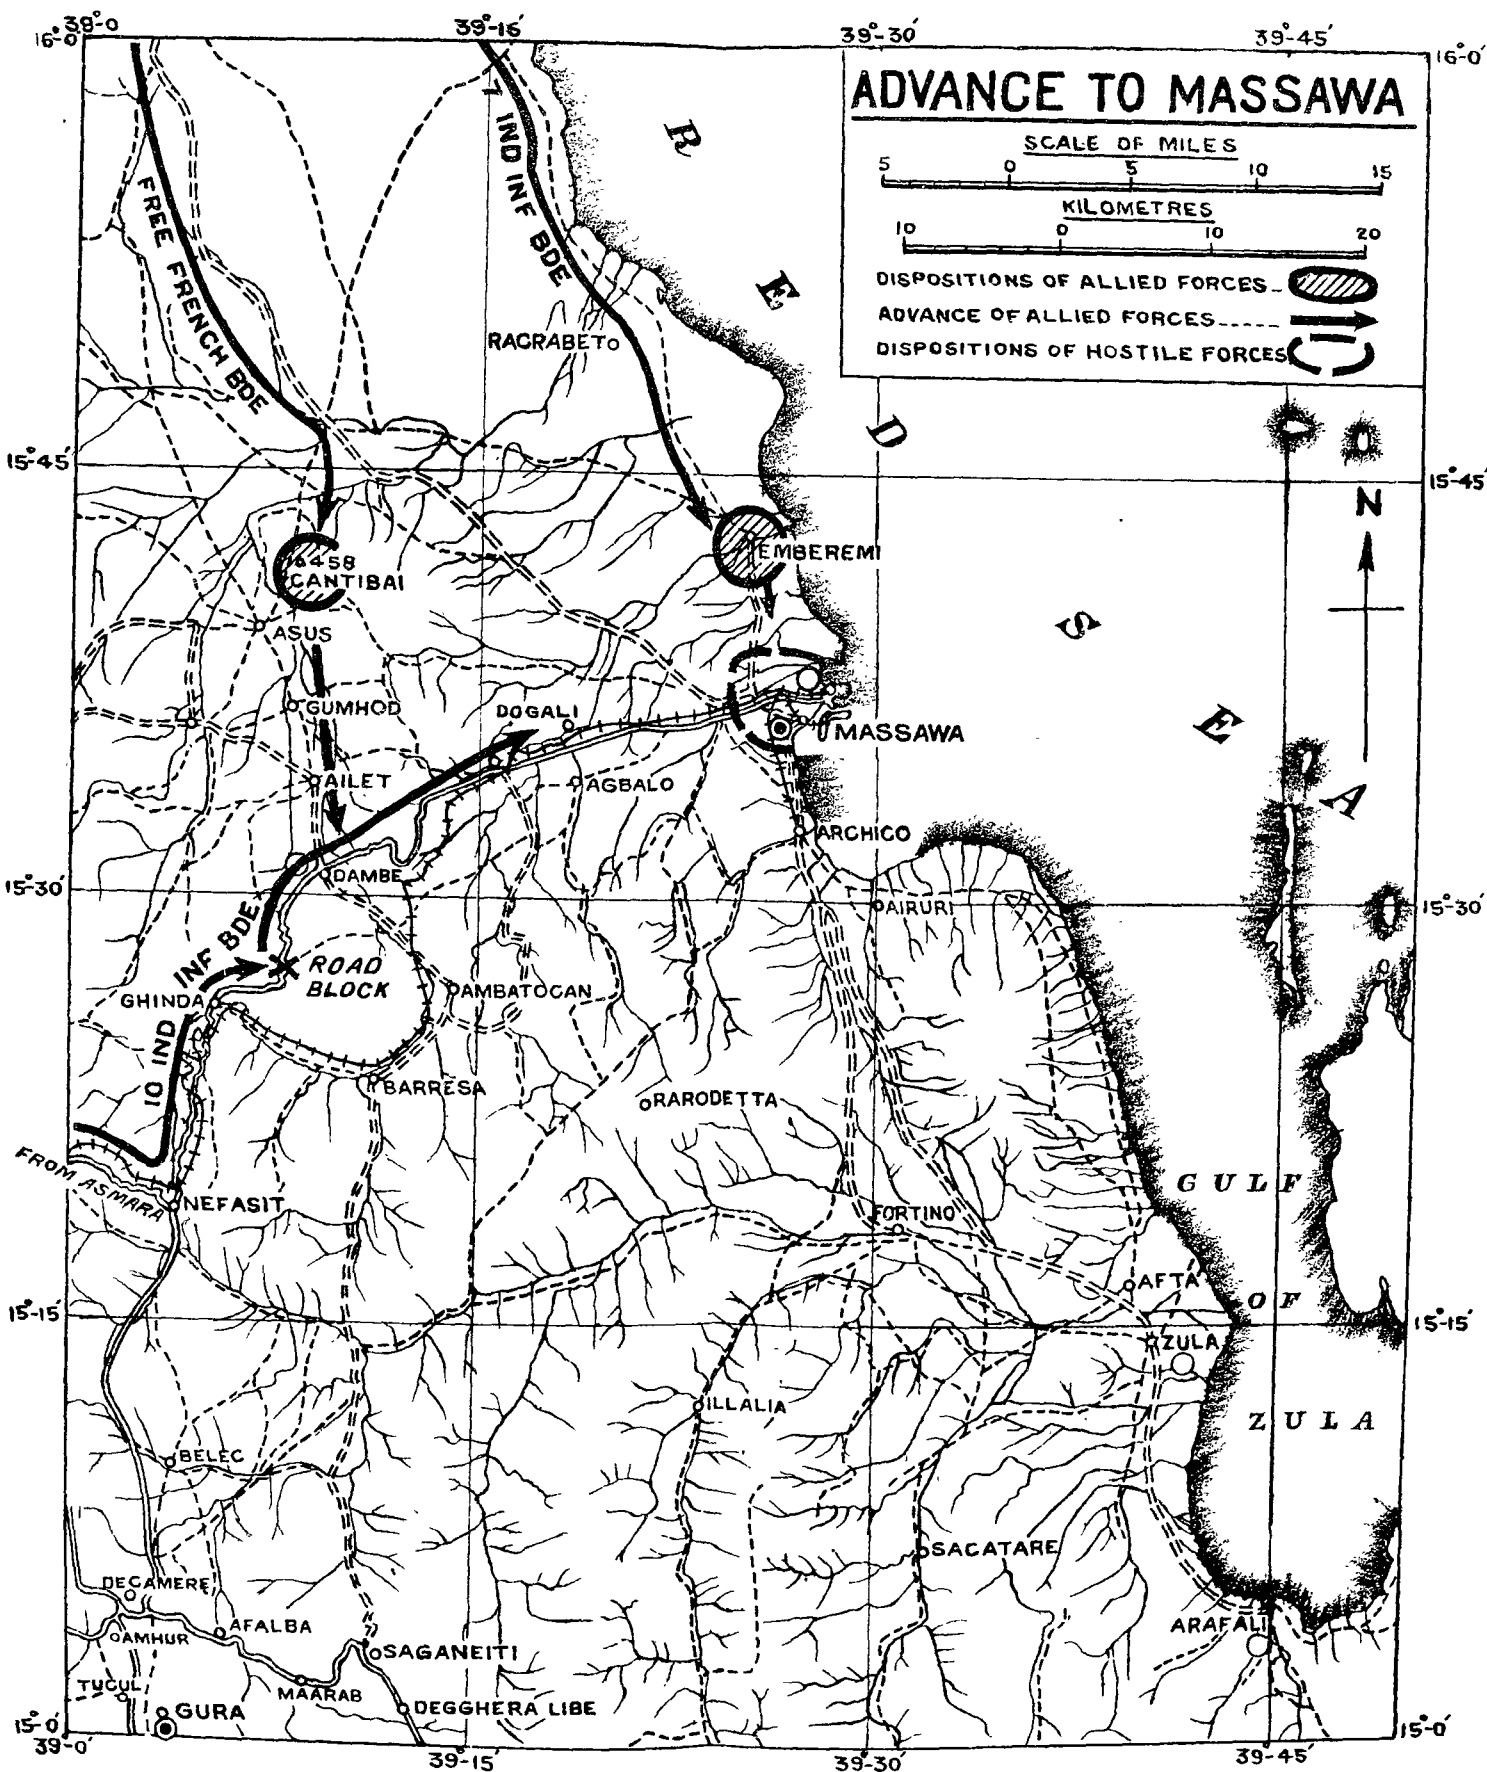 39°0
39°16'
39°30'
39°45'
16°0'
16°0'
ADVANCE TO MASSAWA
SCALE OF MILES
5 0 5 10 15
KILOMETRES
10 0 10 20
DISPOSITIONS OF ALLIED FORCES
ADVANCE OF ALLIED FORCES
DISPOSITIONS OF HOSTILE FORCES
RED SEA
7 IND INF BDE
FREE FRENCH BDE
RACRABETO
15°45'
15°45'
N
458
CANTIBAI
EMBEREMI
ASUS
GUMHOD
DOGALI
MASSAWA
AILET
AGBALO
ARCHICO
DAMBE
15°30'
15°30'
AIRURI
10 IND INF BDE
ROAD
BLOCK
GHINDA
AMBATOCAN
BARRESA
RARODETTA
FROM ASMARA
NEFASIT
GULF
OF
ZULA
FORTINO
AFTA
15°15'
15°15'
ZULA
ILLALIA
BELEC
SACATARE
DECAMERE
AFALBA
AMHUR
SAGANEITI
ARAFALI
TUCUL
MAARAB
GURA
DEGGHERA LIBE
15°0'
15°0'
39°0'
39°15'
39°30'
39°45'